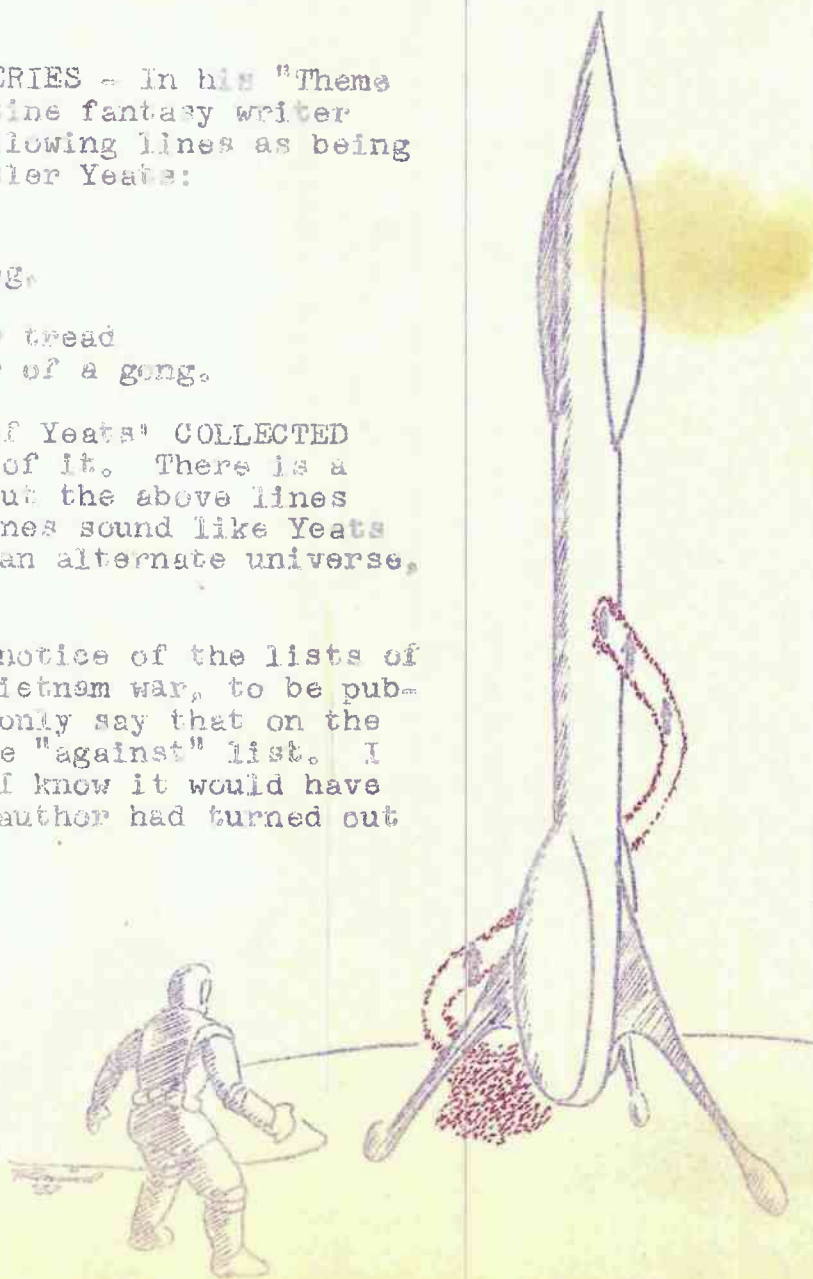 CRIES - In his "Theme
ine fantasy writer
lowing lines as being
ler Yeats:
g.
tread
of a gong.
f Yeats' COLLECTED
of it. There is a
ut the above lines
nes sound like Yeats
an alternate universe,
notice of the lists of
ietnam war, to be pub-
only say that on the
e "against" list. I
f know it would have
author had turned out